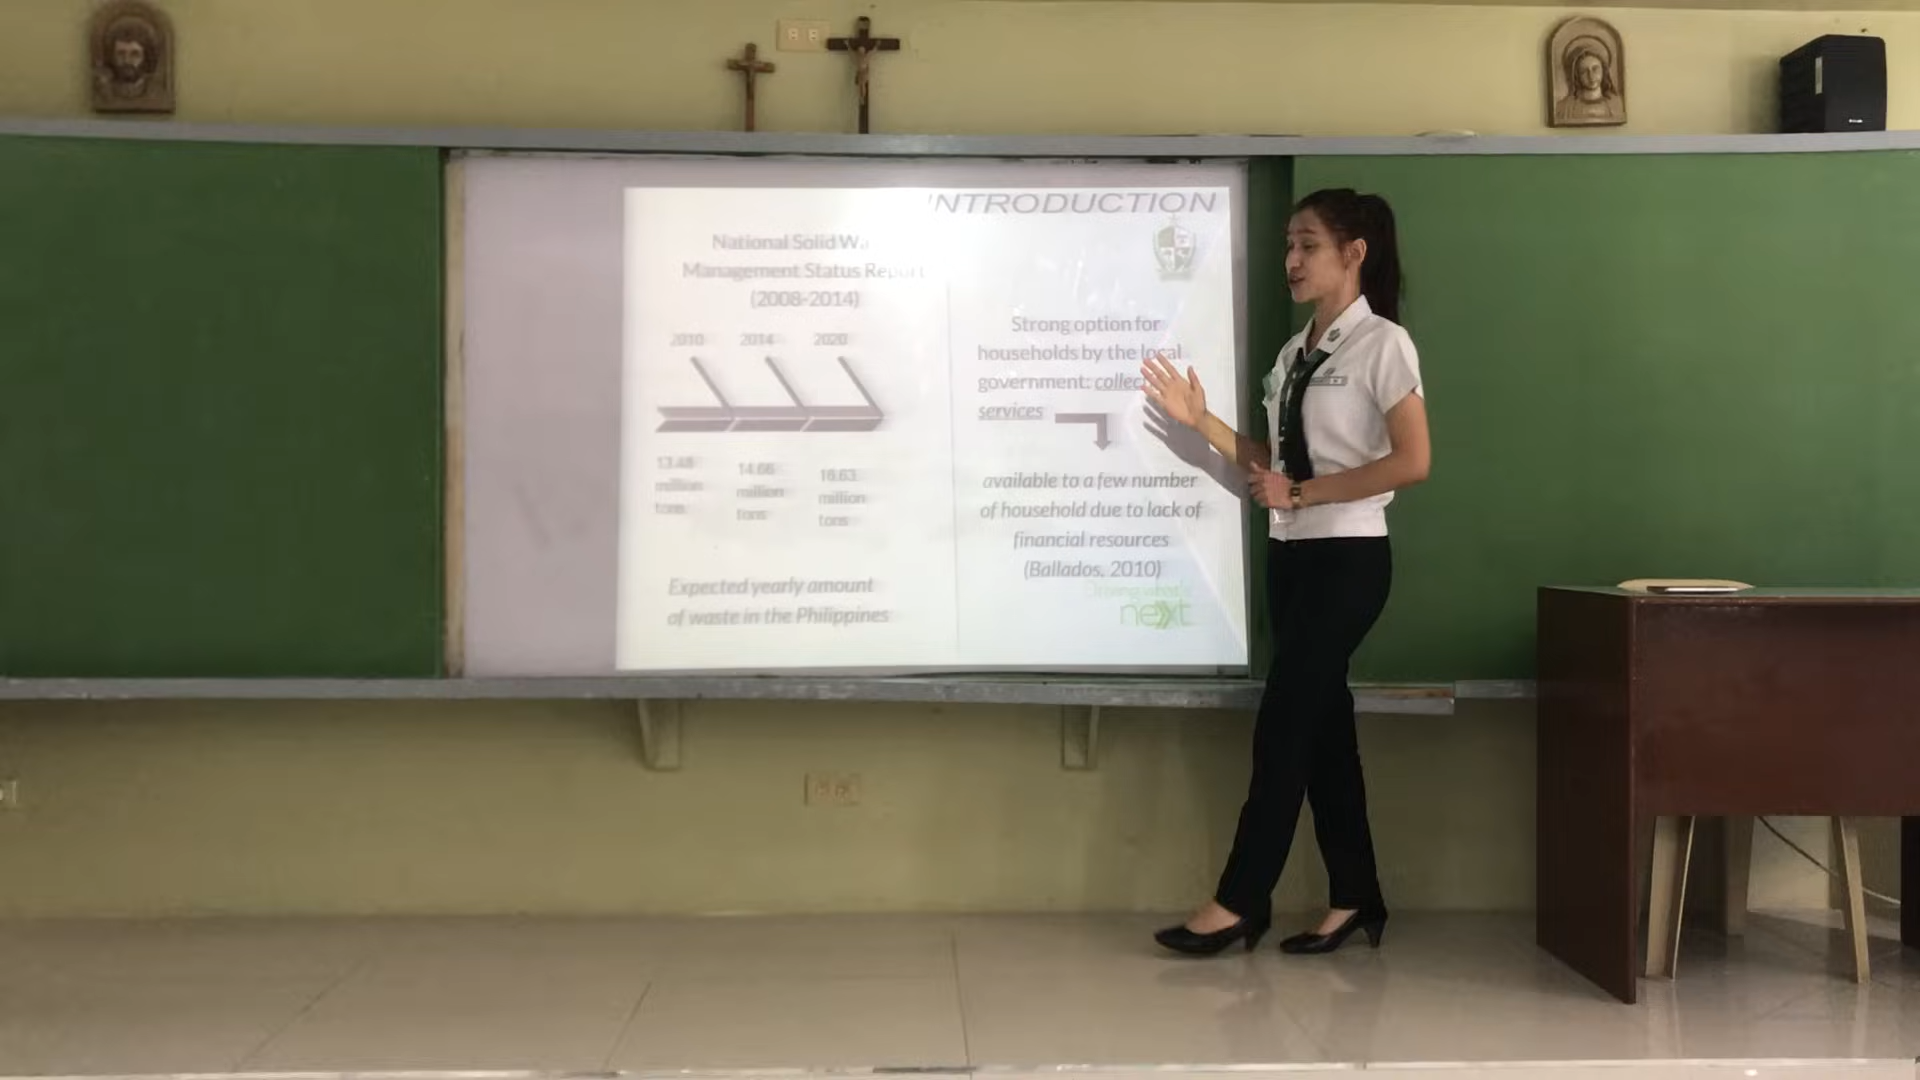 INTRODUCTION
National Solid Wa
Management Status Report
(2008-2014)
2010 2014 2020
13.48 million tons
14.66 million tons
16.63 million tons
Expected yearly amount
of waste in the Philippines
Strong option for
households by the local
government: collec
services
available to a few number
of household due to lack of
financial resources
(Ballados, 2010)
next